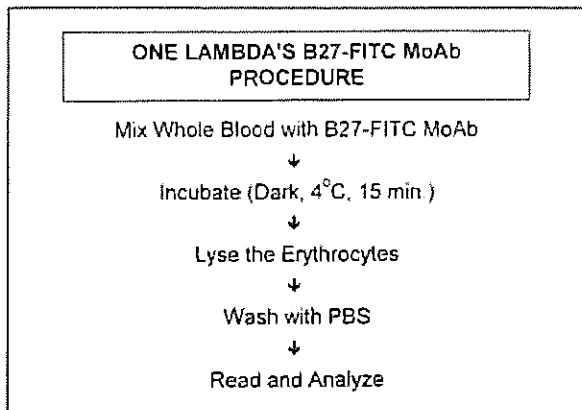 ONE LAMBDA'S B27-FITC MoAb
PROCEDURE
Mix Whole Blood with B27-FITC MoAb
↓
Incubate (Dark, 4°C, 15 min.)
↓
Lyse the Erythrocytes
↓
Wash with PBS
↓
Read and Analyze